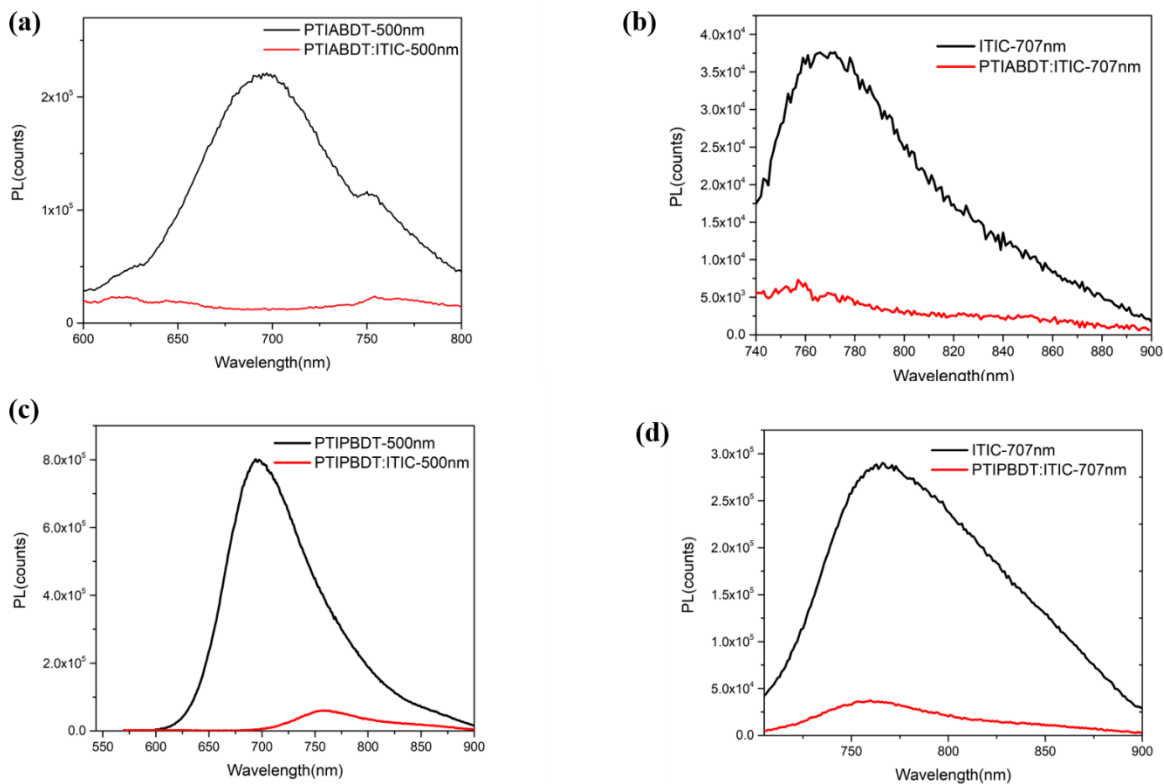 (a)
PTIABDT-500nm
PTIABDT:ITIC-500nm
PL(counts)
2x10⁵
1x10⁵
0
600 650 700 750 800
Wavelength(nm)
(b)
ITIC-707nm
PTIABDT:ITIC-707nm
PL(counts)
4.0x10⁴
3.5x10⁴
3.0x10⁴
2.5x10⁴
2.0x10⁴
1.5x10⁴
1.0x10⁴
5.0x10³
0.0
740 760 780 800 820 840 860 880 900
Wavelength(nm)
(c)
PTIPBDT-500nm
PTIPBDT:ITIC-500nm
PL(counts)
8.0x10⁵
6.0x10⁵
4.0x10⁵
2.0x10⁵
0.0
550 600 650 700 750 800 850 900
Wavelength(nm)
(d)
ITIC-707nm
PTIPBDT:ITIC-707nm
PL(counts)
3.0x10⁵
2.5x10⁵
2.0x10⁵
1.5x10⁵
1.0x10⁵
5.0x10⁴
0.0
750 800 850 900
Wavelength(nm)